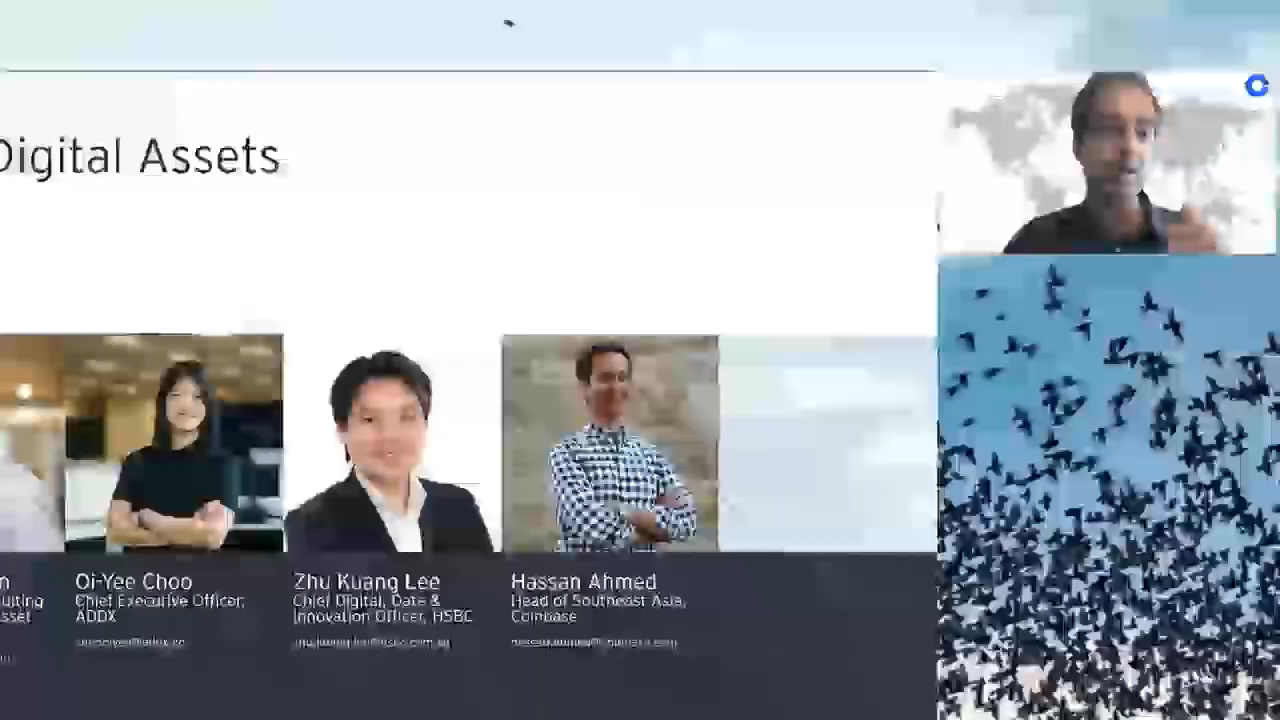 Digital Assets
Oi-Yee Choo
Chief Executive Officer,
ADDX
Zhu Kuang Lee
Chief Digital, Data &
Innovation Officer, HSBC
Hassan Ahmed
Head of Southeast Asia,
Coinbase